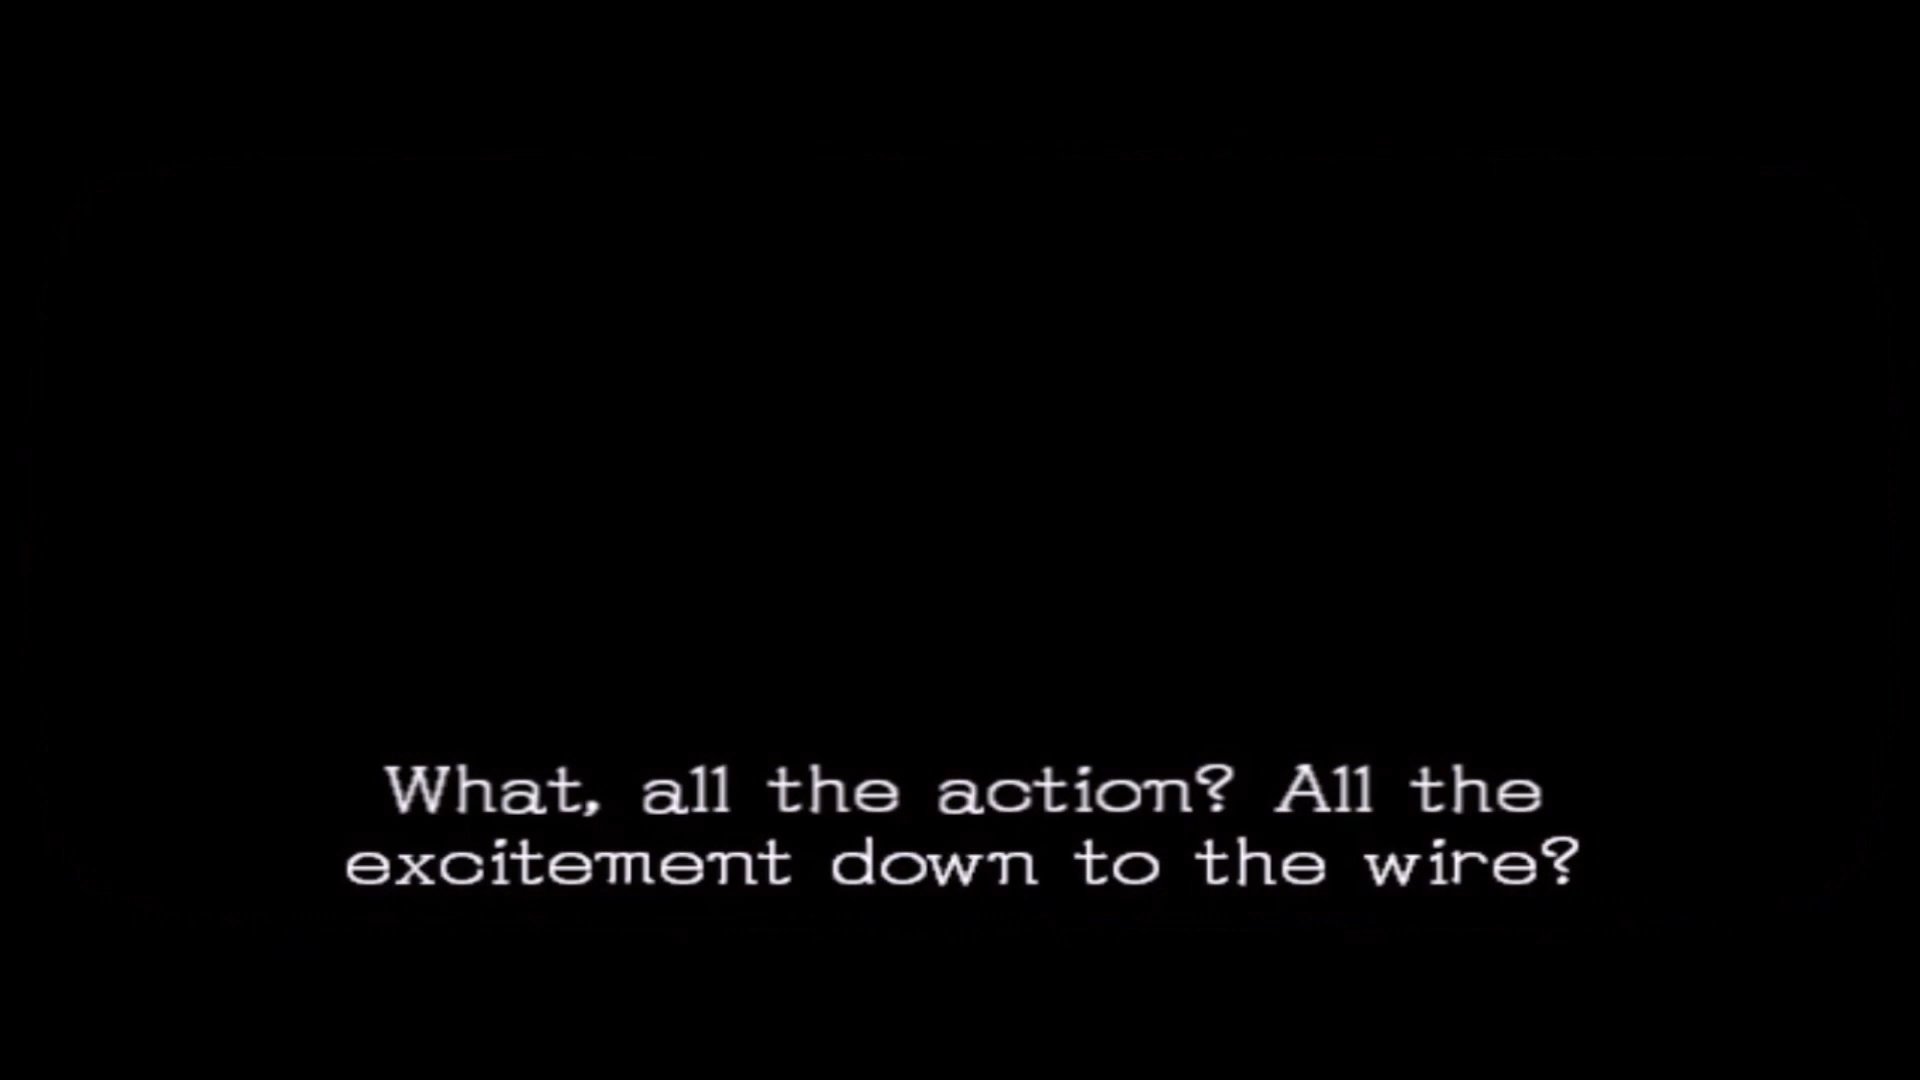 What, all the action? All the
excitement down to the wire?